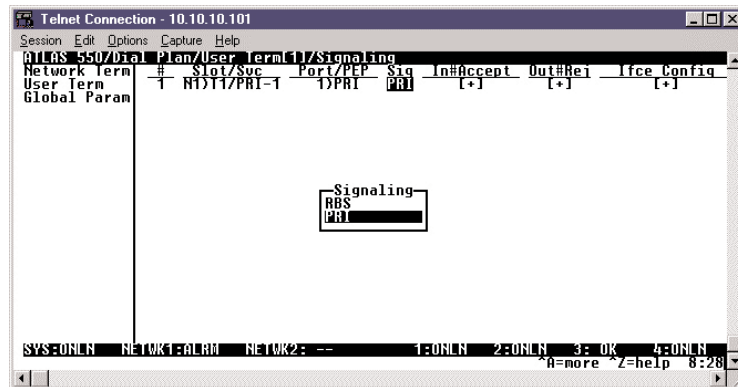 Telnet Connection - 10.10.10.101
Session Edit Options Capture Help
ATLAS 550/Dial Plan/User Term[1]/Signaling
Network Term # Slot/Svc Port/PEP Sig In#Accept Out#Rej Ifce Config
User Term 1 N1)T1/PRI-1 1)PRI PRI [+] [+] [+]
Global Param
Signaling
RBS
PRI
SYS:ONLN NETWK1:ALRM NETWK2: -- 1:ONLN 2:ONLN 3: OK 4:ONLN
^A=more ^Z=help 8:28